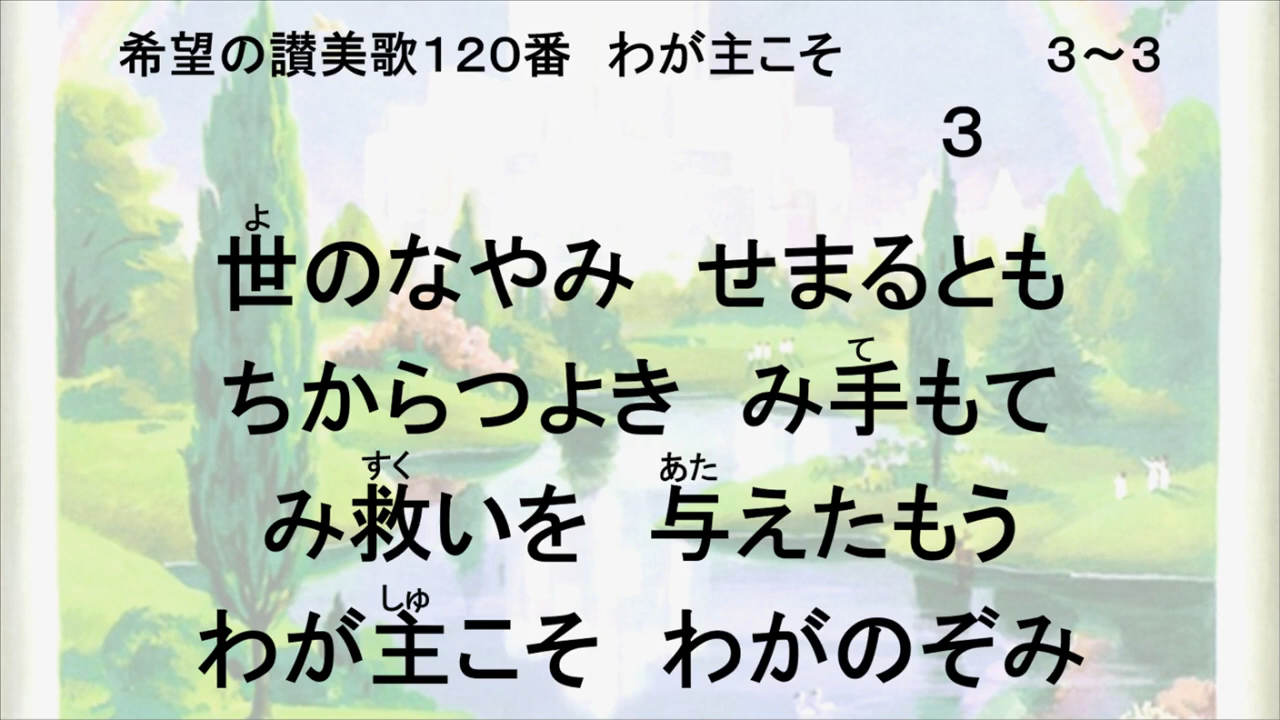 希望の讃美歌１２０番　わが主こそ　３～３
３
世のなやみ　せまるとも
ちからつよき　み手もて
み救いを　与えたもう
わが主こそ　わがのぞみ